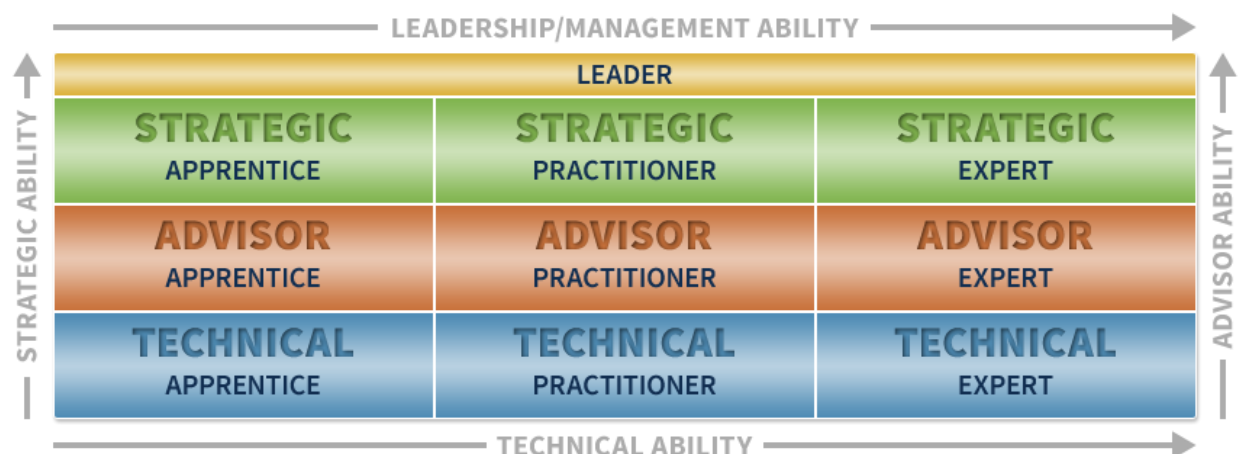 LEADERSHIP/MANAGEMENT ABILITY
LEADER
STRATEGIC STRATEGIC STRATEGIC
APPRENTICE PRACTITIONER EXPERT
ADVISOR ADVISOR ADVISOR
APPRENTICE PRACTITIONER EXPERT
TECHNICAL TECHNICAL TECHNICAL
APPRENTICE PRACTITIONER EXPERT
STRATEGIC ABILITY
ADVISOR ABILITY
TECHNICAL ABILITY